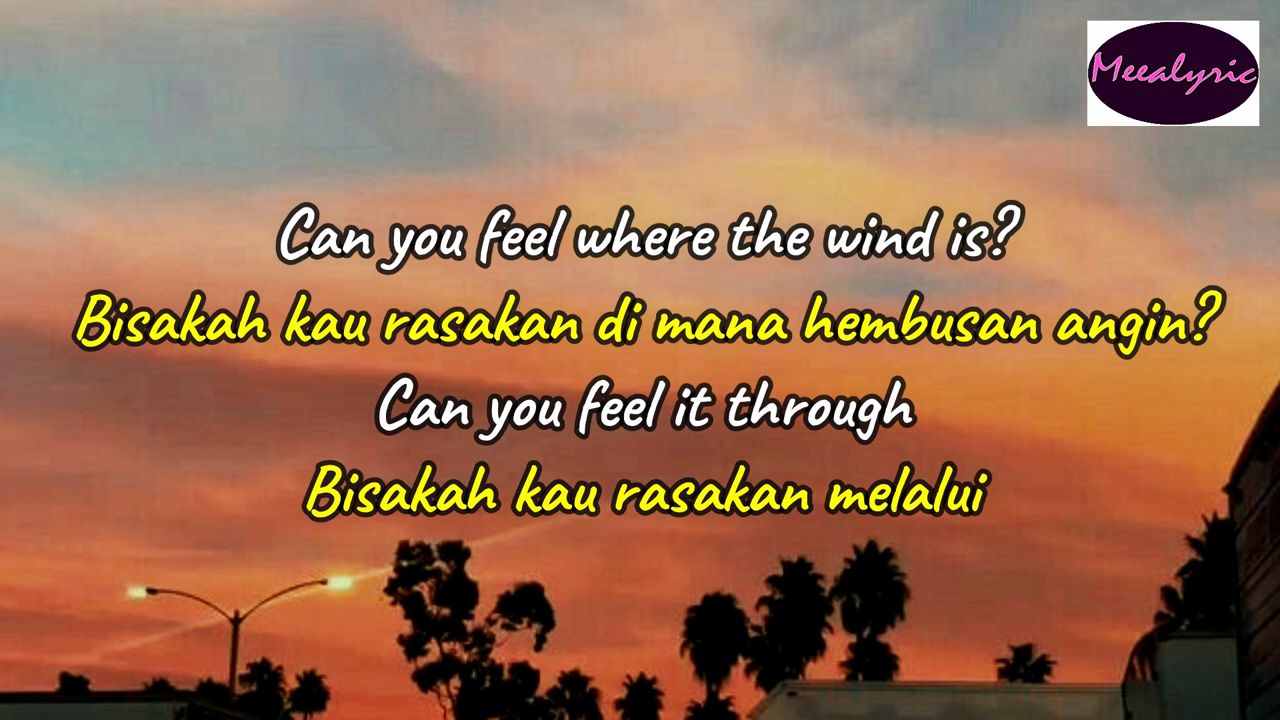 Meealyric
Can you feel where the wind is?
Bisakah kau rasakan di mana hembusan angin?
Can you feel it through
Bisakah kau rasakan melalui